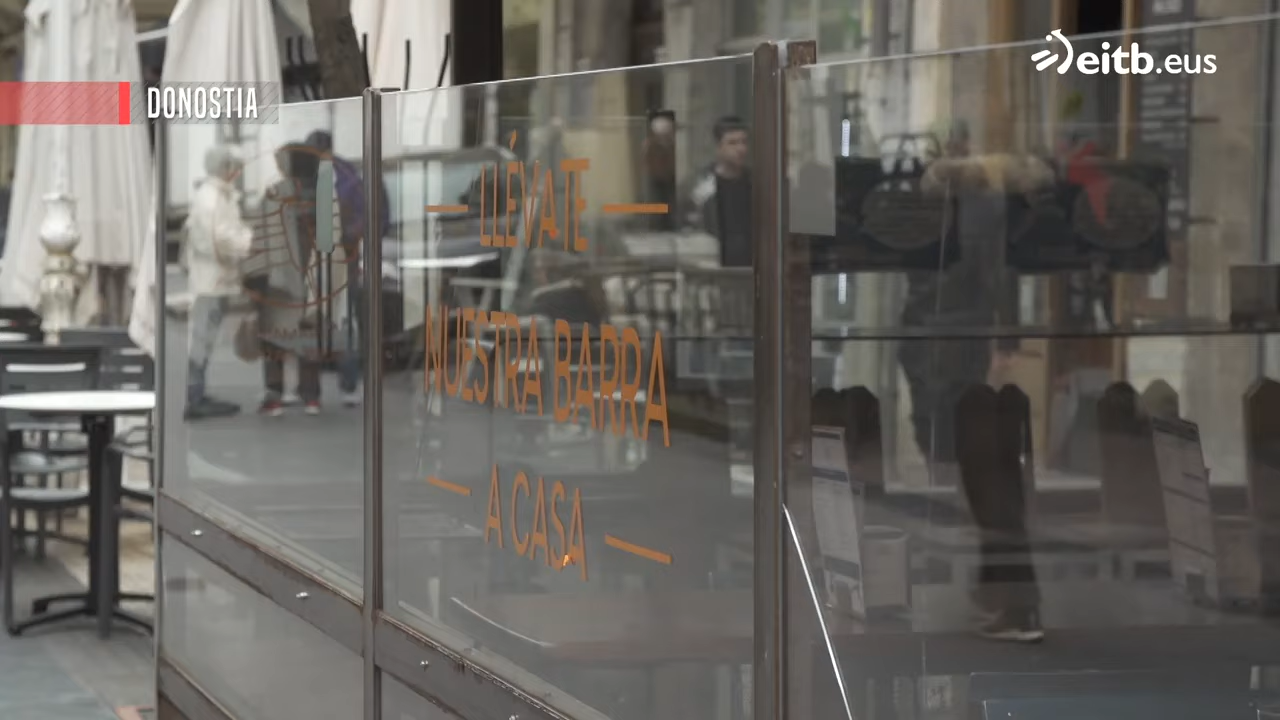 eitb.eus
DONOSTIA
LLÉVATE
NUESTRA BARRA
A CASA